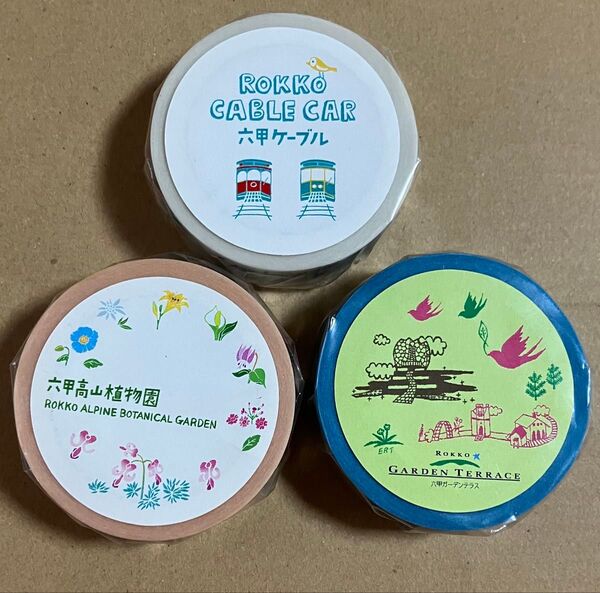 ROKKO
CABLE CAR
六甲ケーブル
六甲高山植物園
ROKKO ALPINE BOTANICAL GARDEN
ERT
ROKKO
GARDEN TERRACE
六甲ガーデンテラス